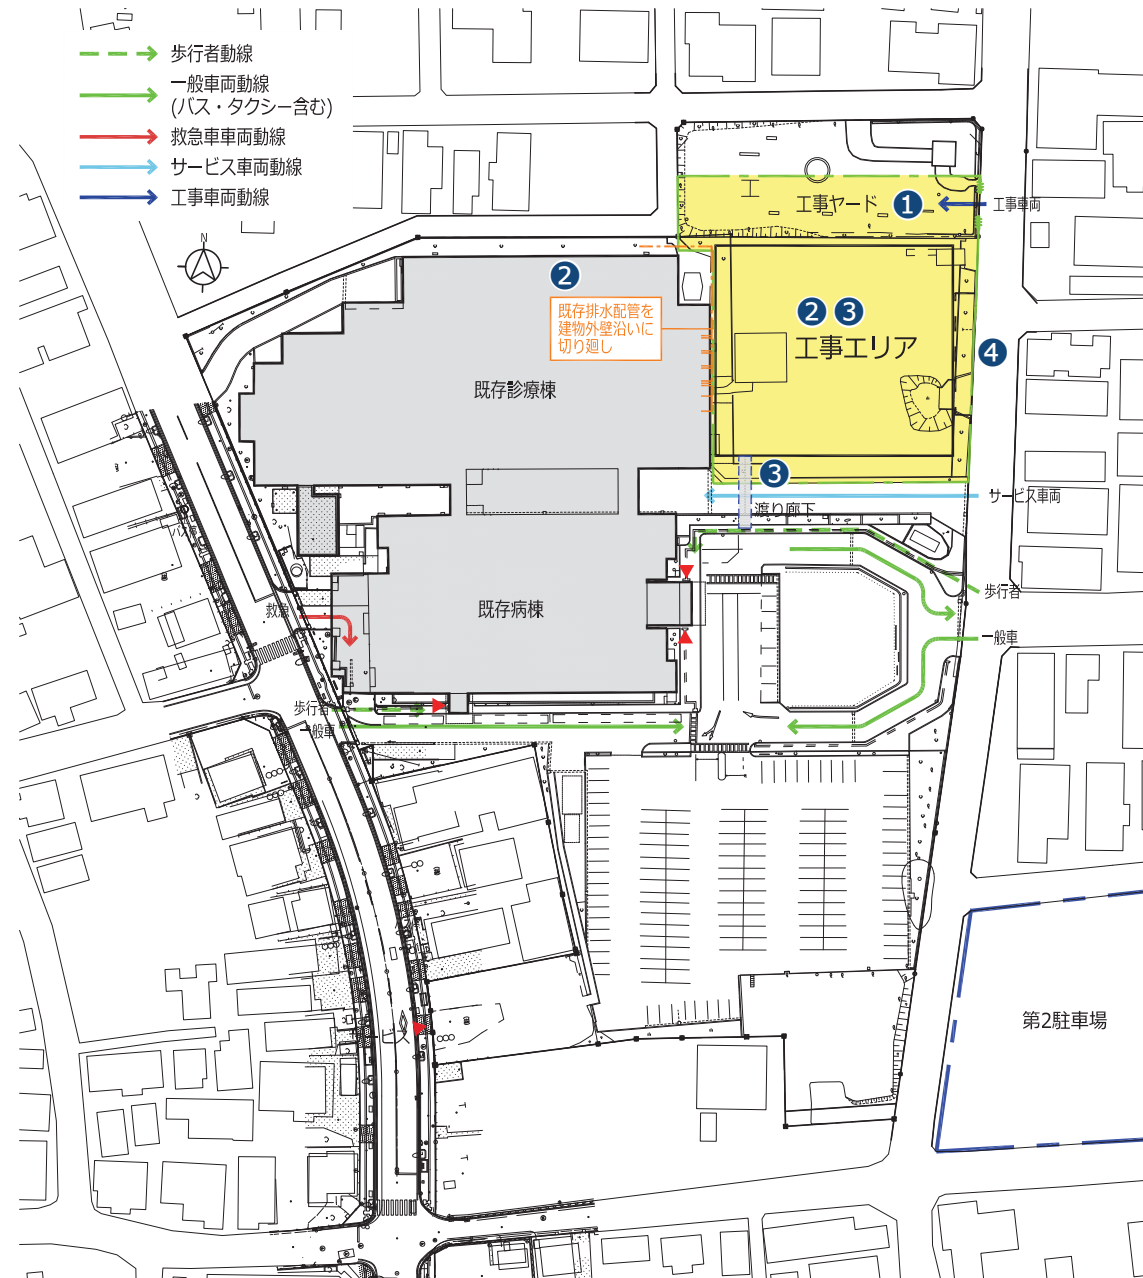 歩行者動線
一般車両動線
(バス・タクシー含む)
救急車車両動線
サービス車両動線
工事車両動線
N
工事ヤード
1
工事車両
2
既存排水配管を
建物外壁沿いに
切り廻し
2 3
工事エリア
4
既存診療棟
3
サービス車両
渡り廊下
バス停
歩行者
救急
既存病棟
一般車
歩行者
一般車
第2駐車場